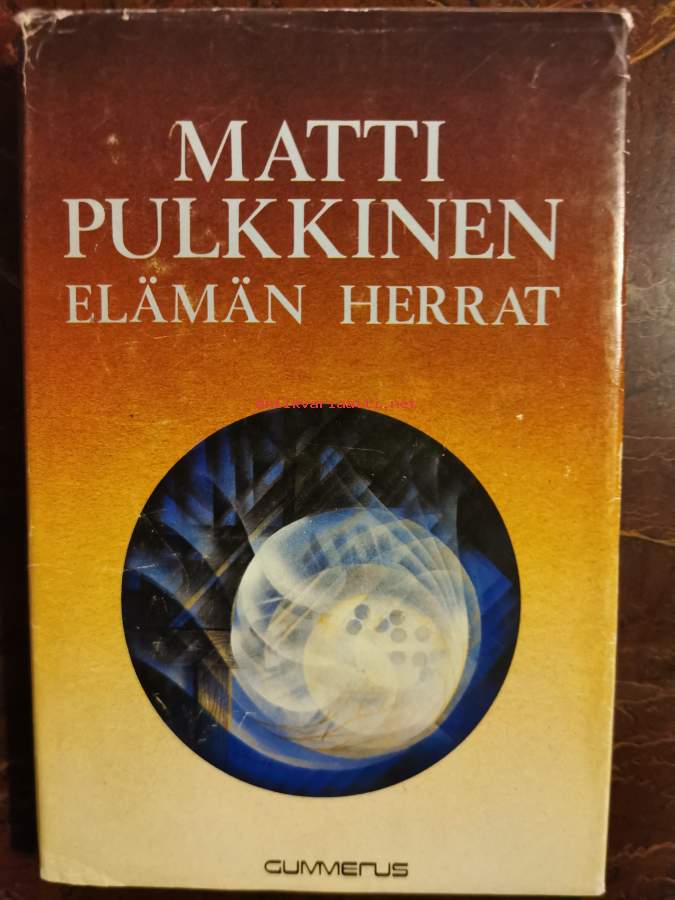 MATTI
PULKKINEN
ELÄMÄN HERRAT
antikvariaatti.net
GUMMERUS